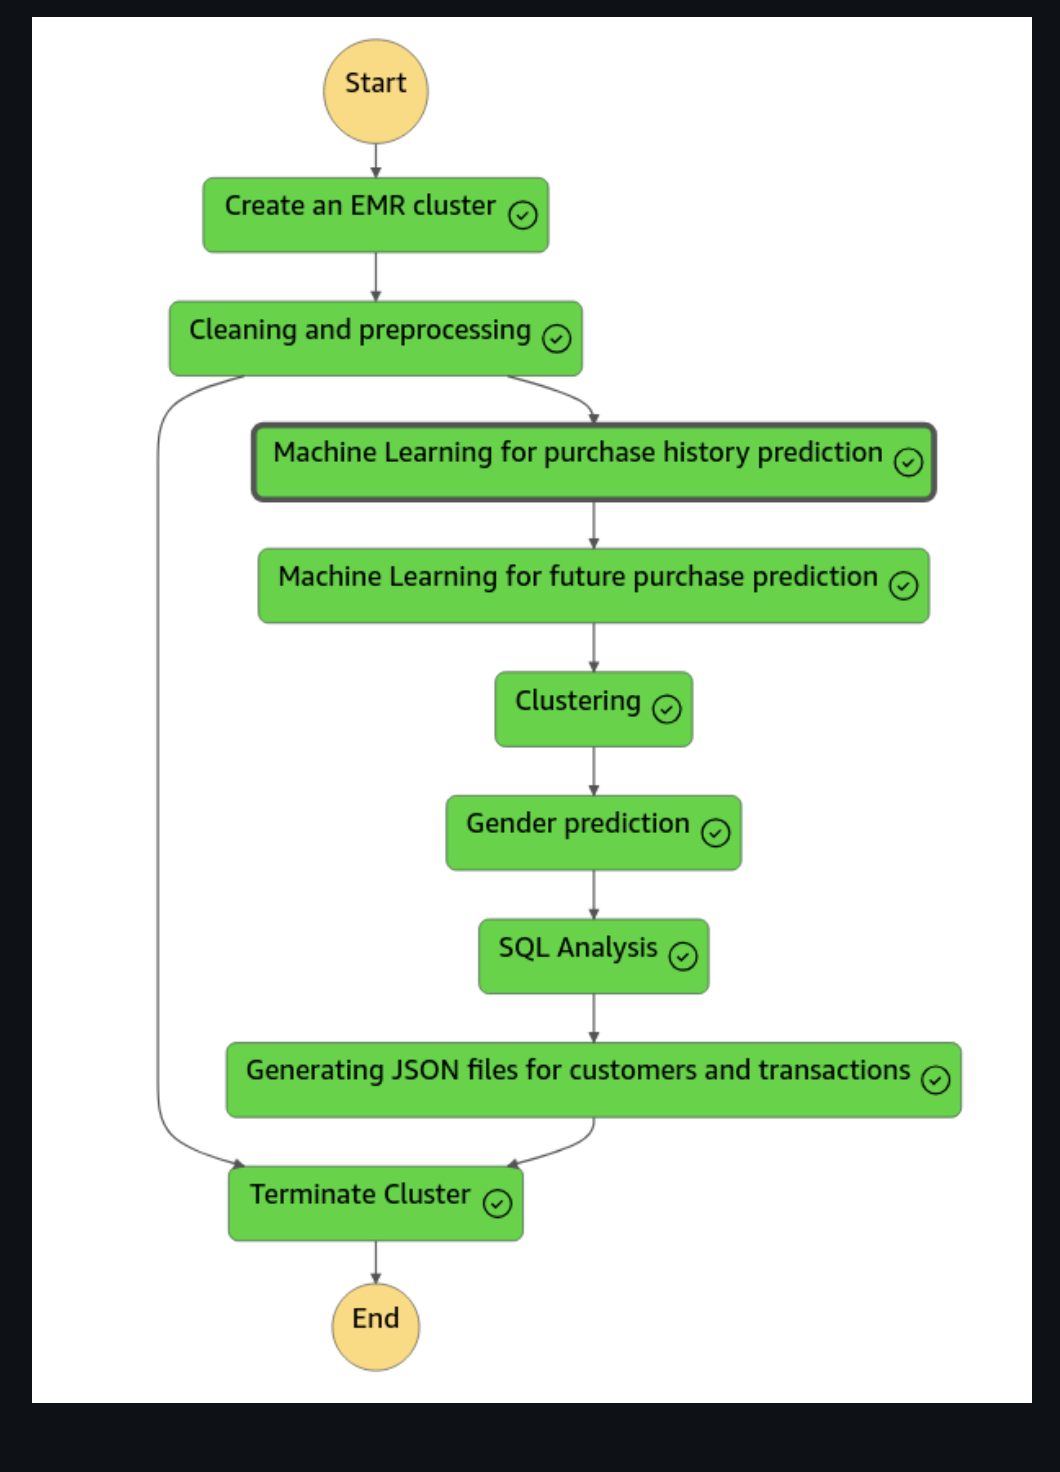 Start
Create an EMR cluster
Cleaning and preprocessing
Machine Learning for purchase history prediction
Machine Learning for future purchase prediction
Clustering
Gender prediction
SQL Analysis
Generating JSON files for customers and transactions
Terminate Cluster
End